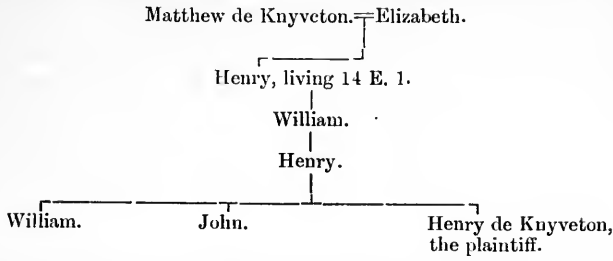 Matthew de Knyveton.=Elizabeth.
Henry, living 14 E. 1.
William.
Henry.
William. John. Henry de Knyveton,
the plaintiff.